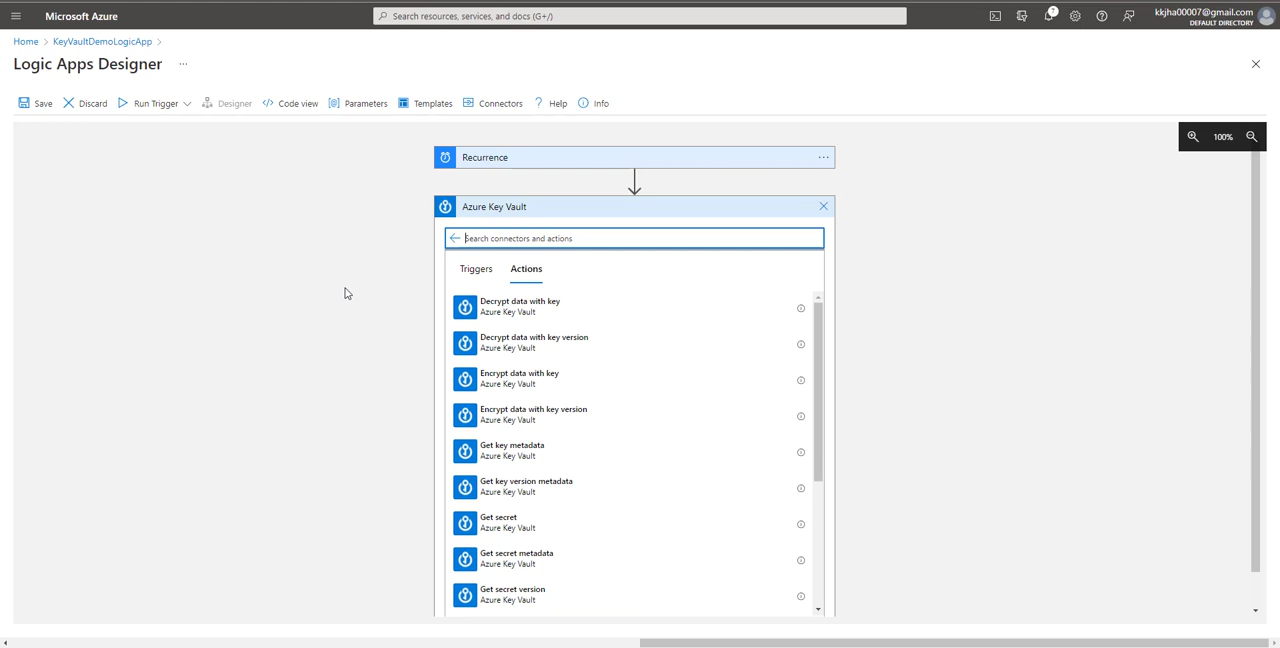 Microsoft Azure
Search resources, services, and docs (G+/)
?
kkjha00007@gmail.com
DEFAULT DIRECTORY
Home > KeyVaultDemoLogicApp >
Logic Apps Designer ...
Save Discard Run Trigger Designer Code view Parameters Templates Connectors Help Info
100%
Recurrence ...
Azure Key Vault
Search connectors and actions
Triggers Actions
Decrypt data with key
Azure Key Vault
Decrypt data with key version
Azure Key Vault
Encrypt data with key
Azure Key Vault
Encrypt data with key version
Azure Key Vault
Get key metadata
Azure Key Vault
Get key version metadata
Azure Key Vault
Get secret
Azure Key Vault
Get secret metadata
Azure Key Vault
Get secret version
Azure Key Vault